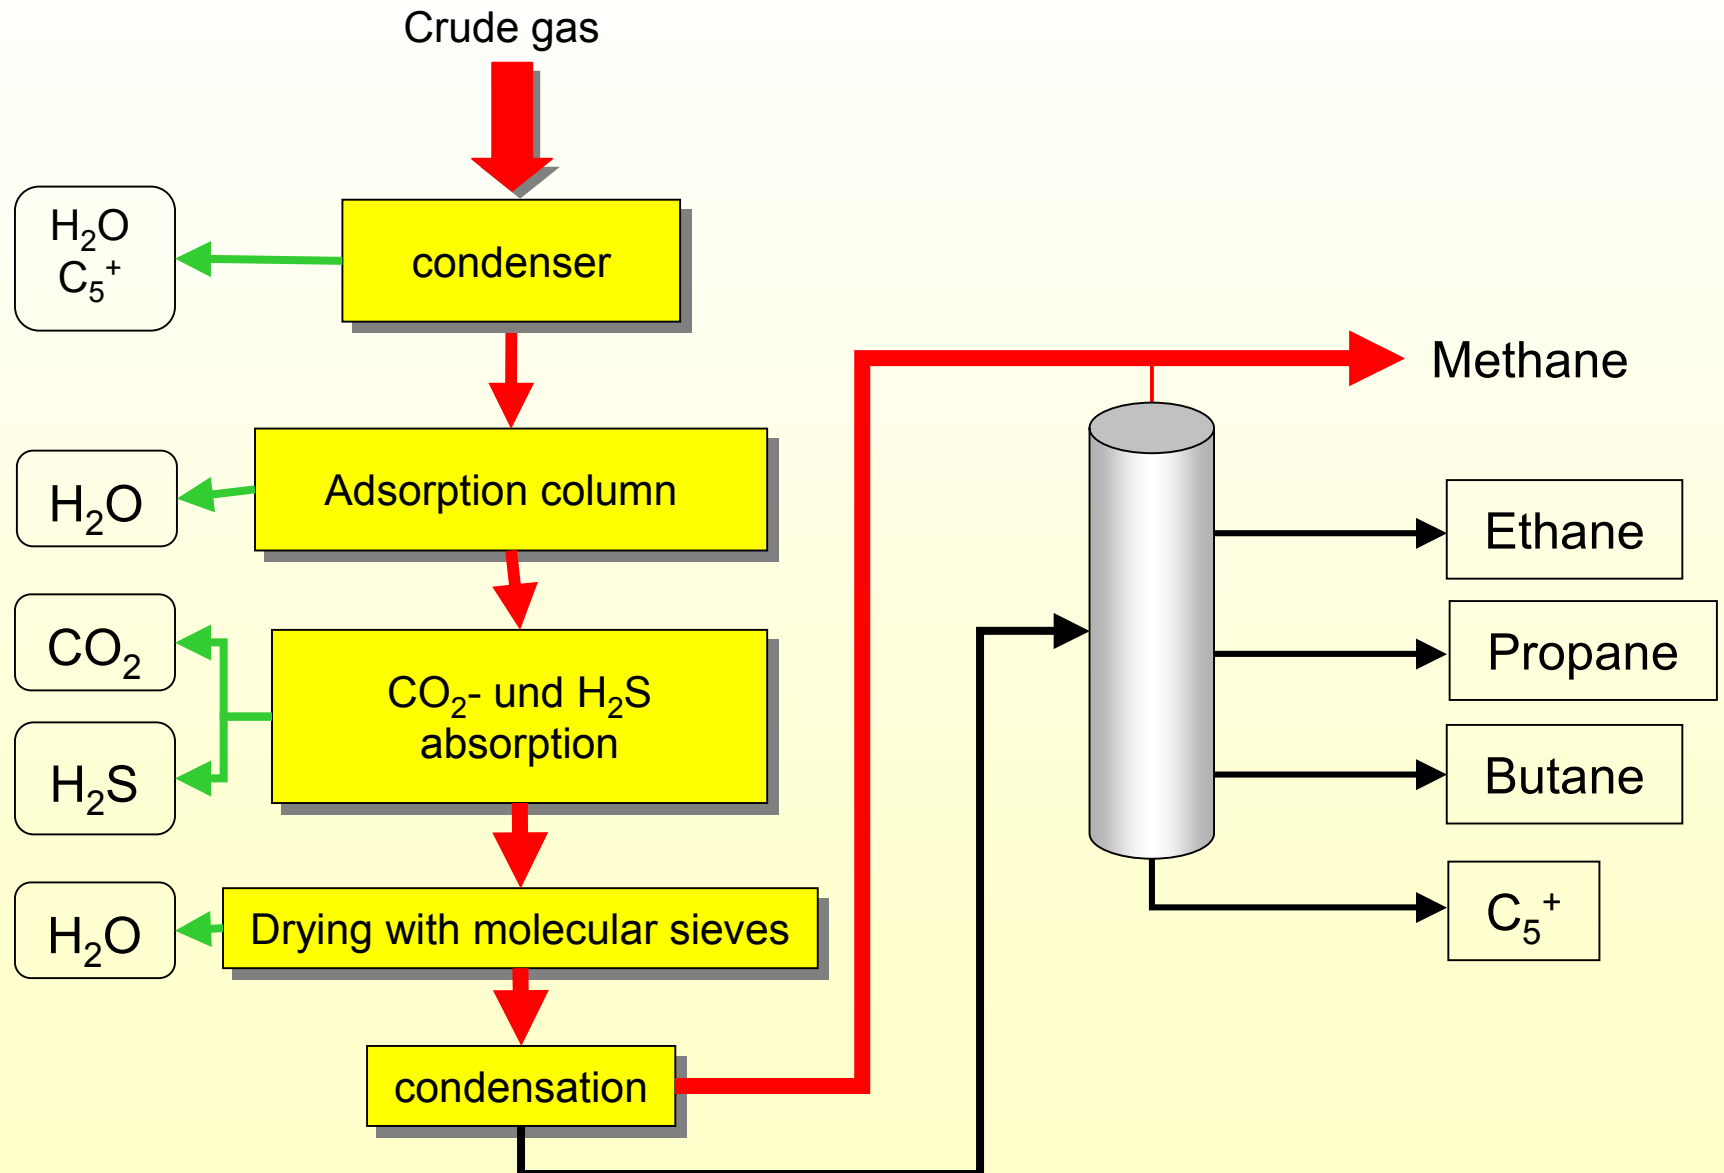 Crude gas
H₂O
C₅⁺
condenser
Methane
H₂O
Adsorption column
Ethane
CO₂
CO₂- und H₂S
absorption
Propane
H₂S
Butane
H₂O
Drying with molecular sieves
C₅⁺
condensation